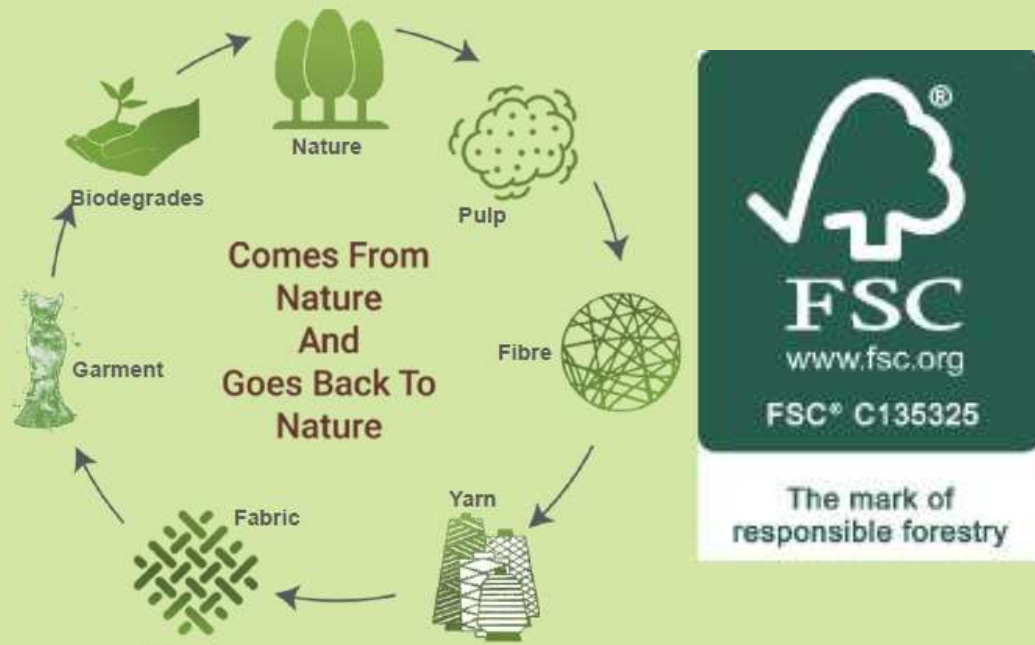 Nature
Pulp
Fibre
Yarn
Fabric
Garment
Biodegrades
Comes From
Nature
And
Goes Back To
Nature
®
FSC
www.fsc.org
FSC® C135325
The mark of
responsible forestry